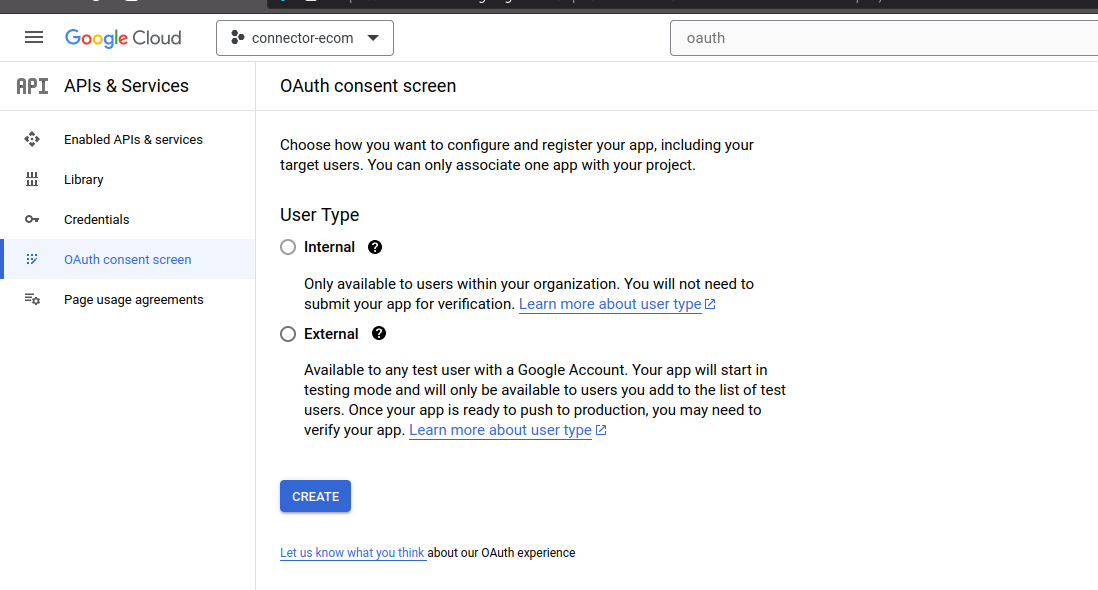 Google Cloud
connector-ecom
oauth
API APIs & Services
OAuth consent screen
Enabled APIs & services
Library
Credentials
OAuth consent screen
Page usage agreements
Choose how you want to configure and register your app, including your
target users. You can only associate one app with your project.
User Type
Internal ?
Only available to users within your organization. You will not need to
submit your app for verification. Learn more about user type
External ?
Available to any test user with a Google Account. Your app will start in
testing mode and will only be available to users you add to the list of test
users. Once your app is ready to push to production, you may need to
verify your app. Learn more about user type
CREATE
Let us know what you think about our OAuth experience